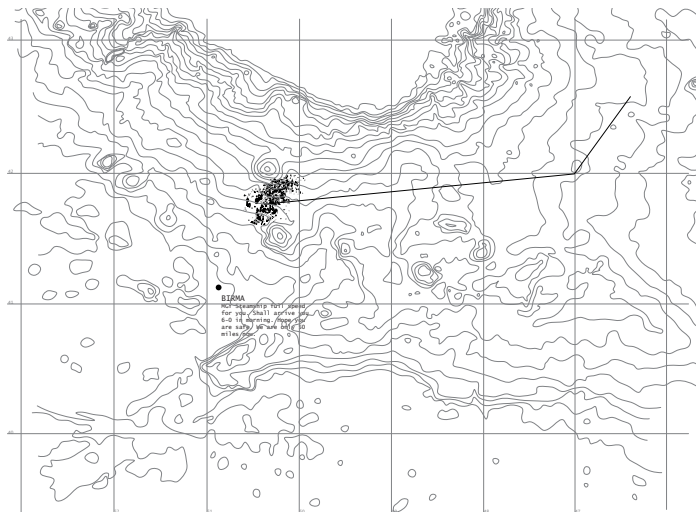 BIRMA
MGY Steamship full speed
for you. Shall arrive you
6-0 in morning. Hope you
are safe. We are only 50
miles now.